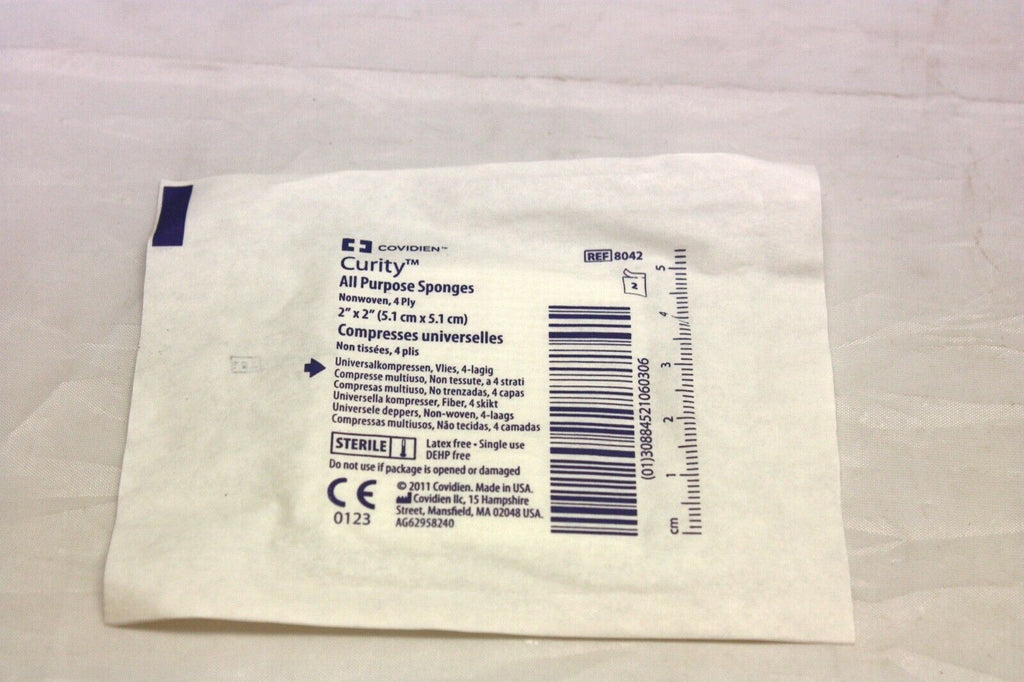 COVIDIEN™
Curity™
All Purpose Sponges
Nonwoven, 4 Ply
2" x 2" (5.1 cm x 5.1 cm)
Compresses universelles
Non tissées, 4 plis
Universalkompressen, Vlies, 4-lagig
Compresse multiuso, Non tessute, a 4 strati
Compresas multiuso, No trenzadas, 4 capas
Universella kompresser, Fiber, 4 skikt
Universele deppers, Non-woven, 4-laags
Compressas multiusos, Não tecidas, 4 camadas
STERILE
Latex free • Single use
DEHP free
Do not use if package is opened or damaged
CE
0123
© 2011 Covidien. Made in USA.
Covidien llc, 15 Hampshire
Street, Mansfield, MA 02048 USA.
AG62958240
REF 8042
2
(01)30884521060306
cm 1 2 3 4 5